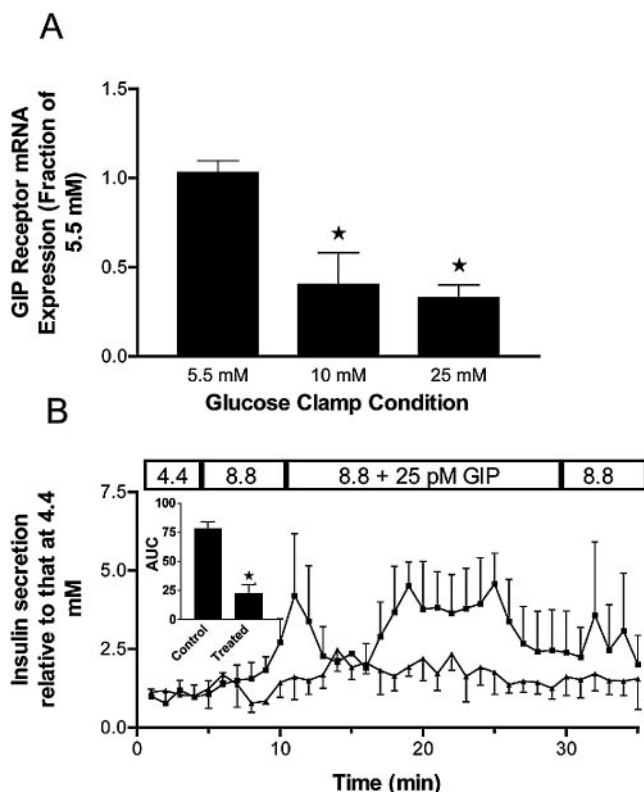 A
GIP Receptor mRNA
Expression (Fraction of
5.5 mM)
1.5
1.0
0.5
0.0
★
★
5.5 mM 10 mM 25 mM
Glucose Clamp Condition
B
4.4 8.8 8.8 + 25 pM GIP 8.8
Insulin secretion
relative to that at 4.4
mM
7.5
5.0
2.5
0.0
AUC
100
75
50
25
0
★
Control Treated
0 10 20 30
Time (min)